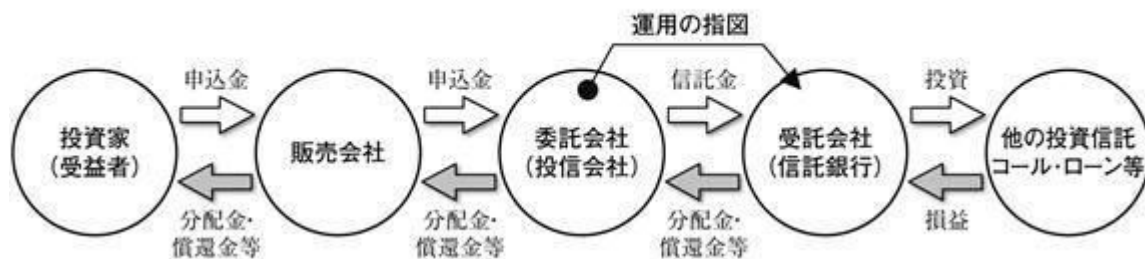 運用の指図
申込金
申込金
信託金
投資
投資家
（受益者）
販売会社
委託会社
（投信会社）
受託会社
（信託銀行）
他の投資信託
コール・ローン等
分配金・
償還金等
分配金・
償還金等
分配金・
償還金等
損益